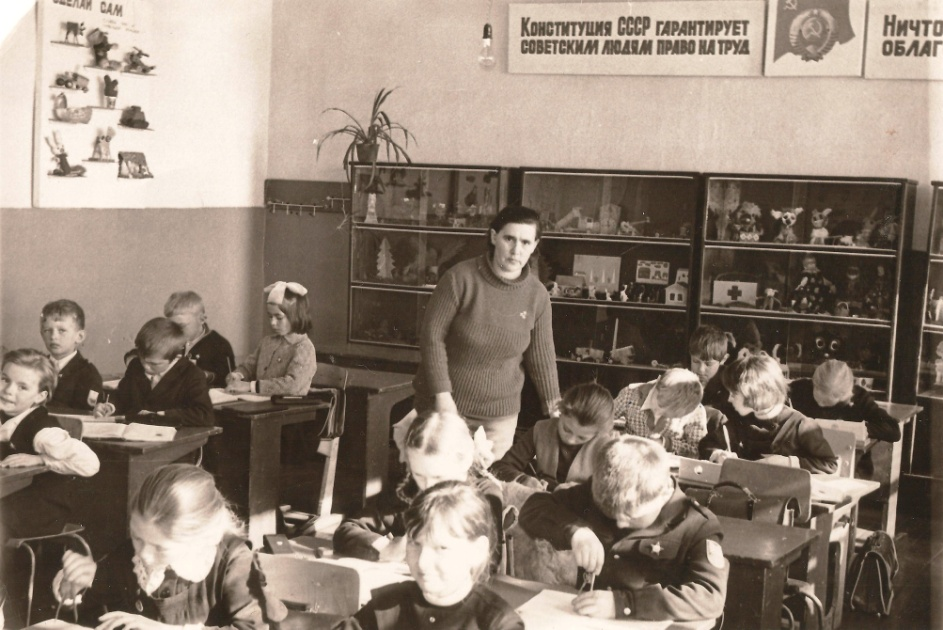 СДЕЛАЙ САМ
КОНСТИТУЦИЯ СССР ГАРАНТИРУЕТ
СОВЕТСКИМ ЛЮДЯМ ПРАВО НА ТРУД
НИЧТО
ОБЛАГ